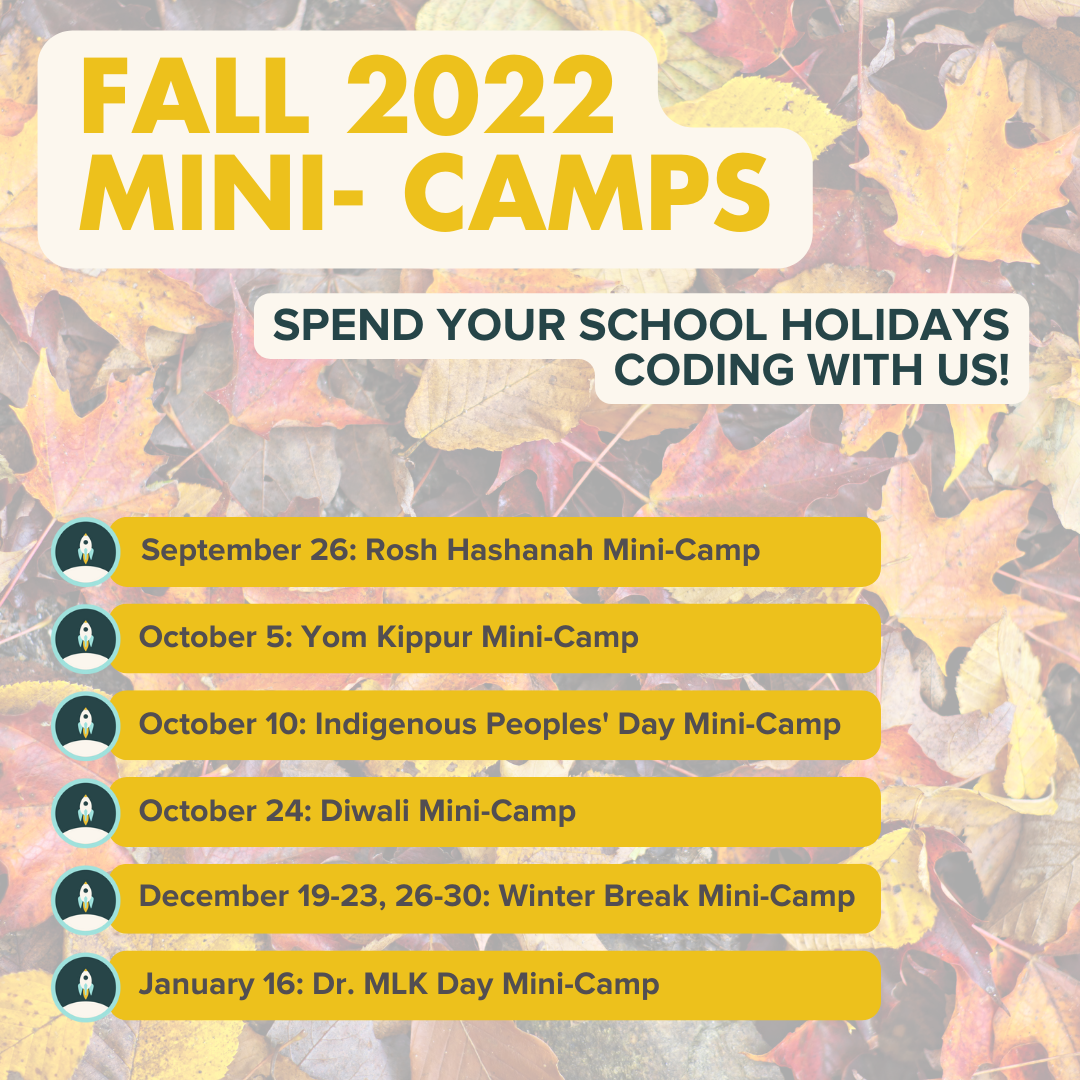 FALL 2022
MINI- CAMPS
SPEND YOUR SCHOOL HOLIDAYS
CODING WITH US!
September 26: Rosh Hashanah Mini-Camp
October 5: Yom Kippur Mini-Camp
October 10: Indigenous Peoples' Day Mini-Camp
October 24: Diwali Mini-Camp
December 19-23, 26-30: Winter Break Mini-Camp
January 16: Dr. MLK Day Mini-Camp